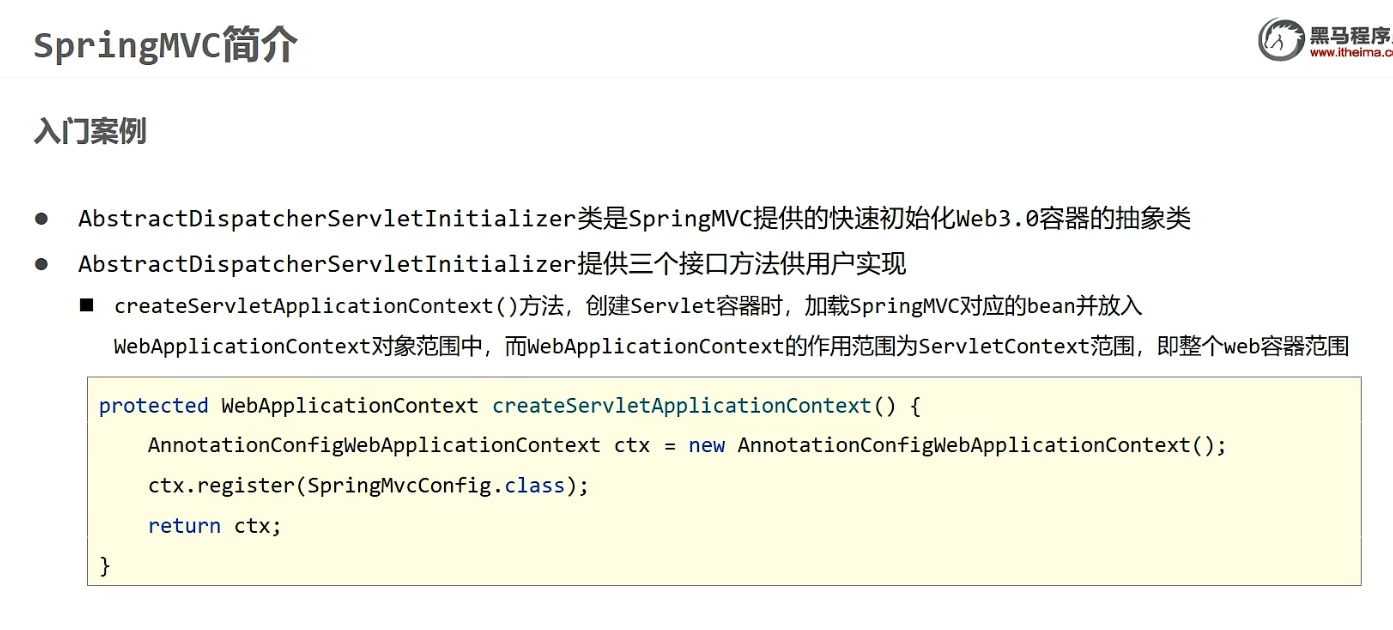 SpringMVC简介
黑马程序
www.itheima.c
入门案例
● AbstractDispatcherServletInitializer类是SpringMVC提供的快速初始化Web3.0容器的抽象类
● AbstractDispatcherServletInitializer提供三个接口方法供用户实现
■ createServletApplicationContext()方法，创建Servlet容器时，加载SpringMVC对应的bean并放入
WebApplicationContext对象范围中，而WebApplicationContext的作用范围为ServletContext范围，即整个web容器范围
protected WebApplicationContext createServletApplicationContext() {
    AnnotationConfigWebApplicationContext ctx = new AnnotationConfigWebApplicationContext();
    ctx.register(SpringMvcConfig.class);
    return ctx;
}